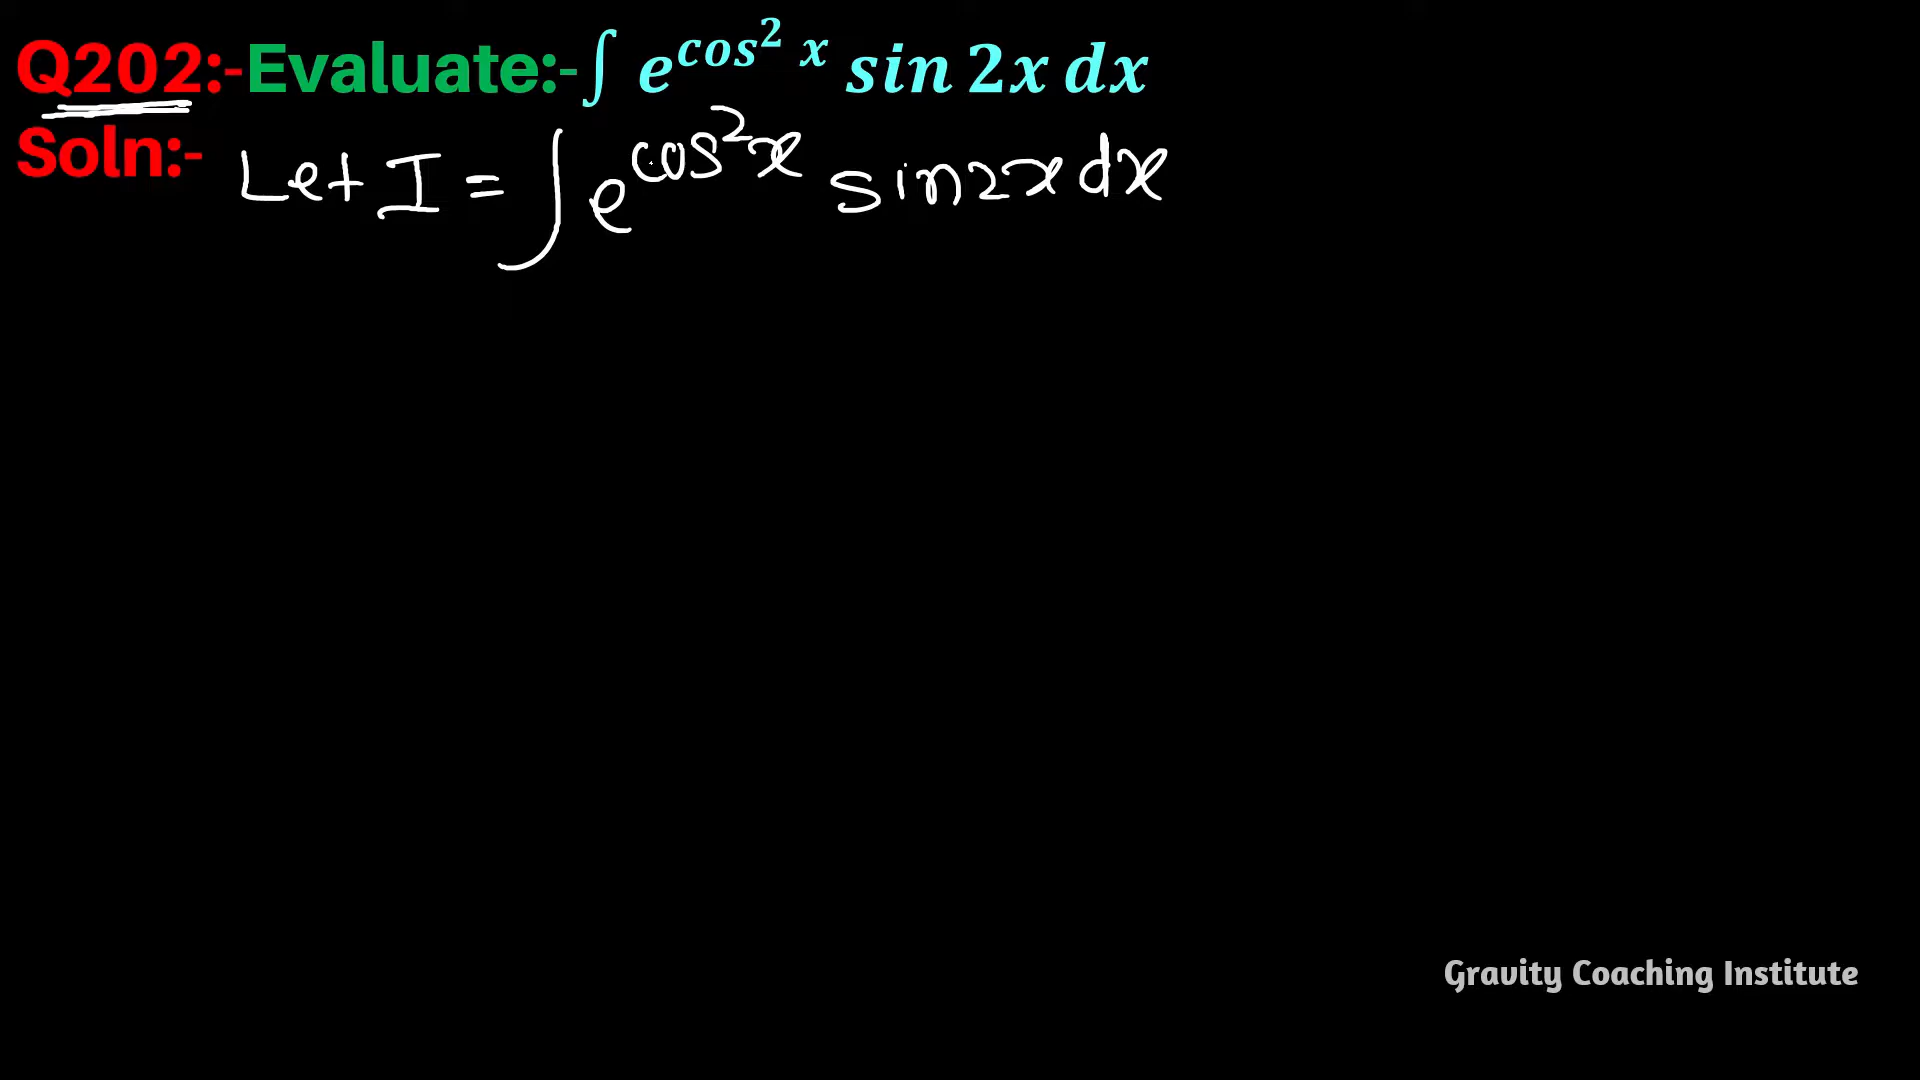 Q202:-Evaluate:-∫ e^{cos² x} sin 2x dx
Soln:- Let I = ∫e^{cos²x} sin2x dx
Gravity Coaching Institute